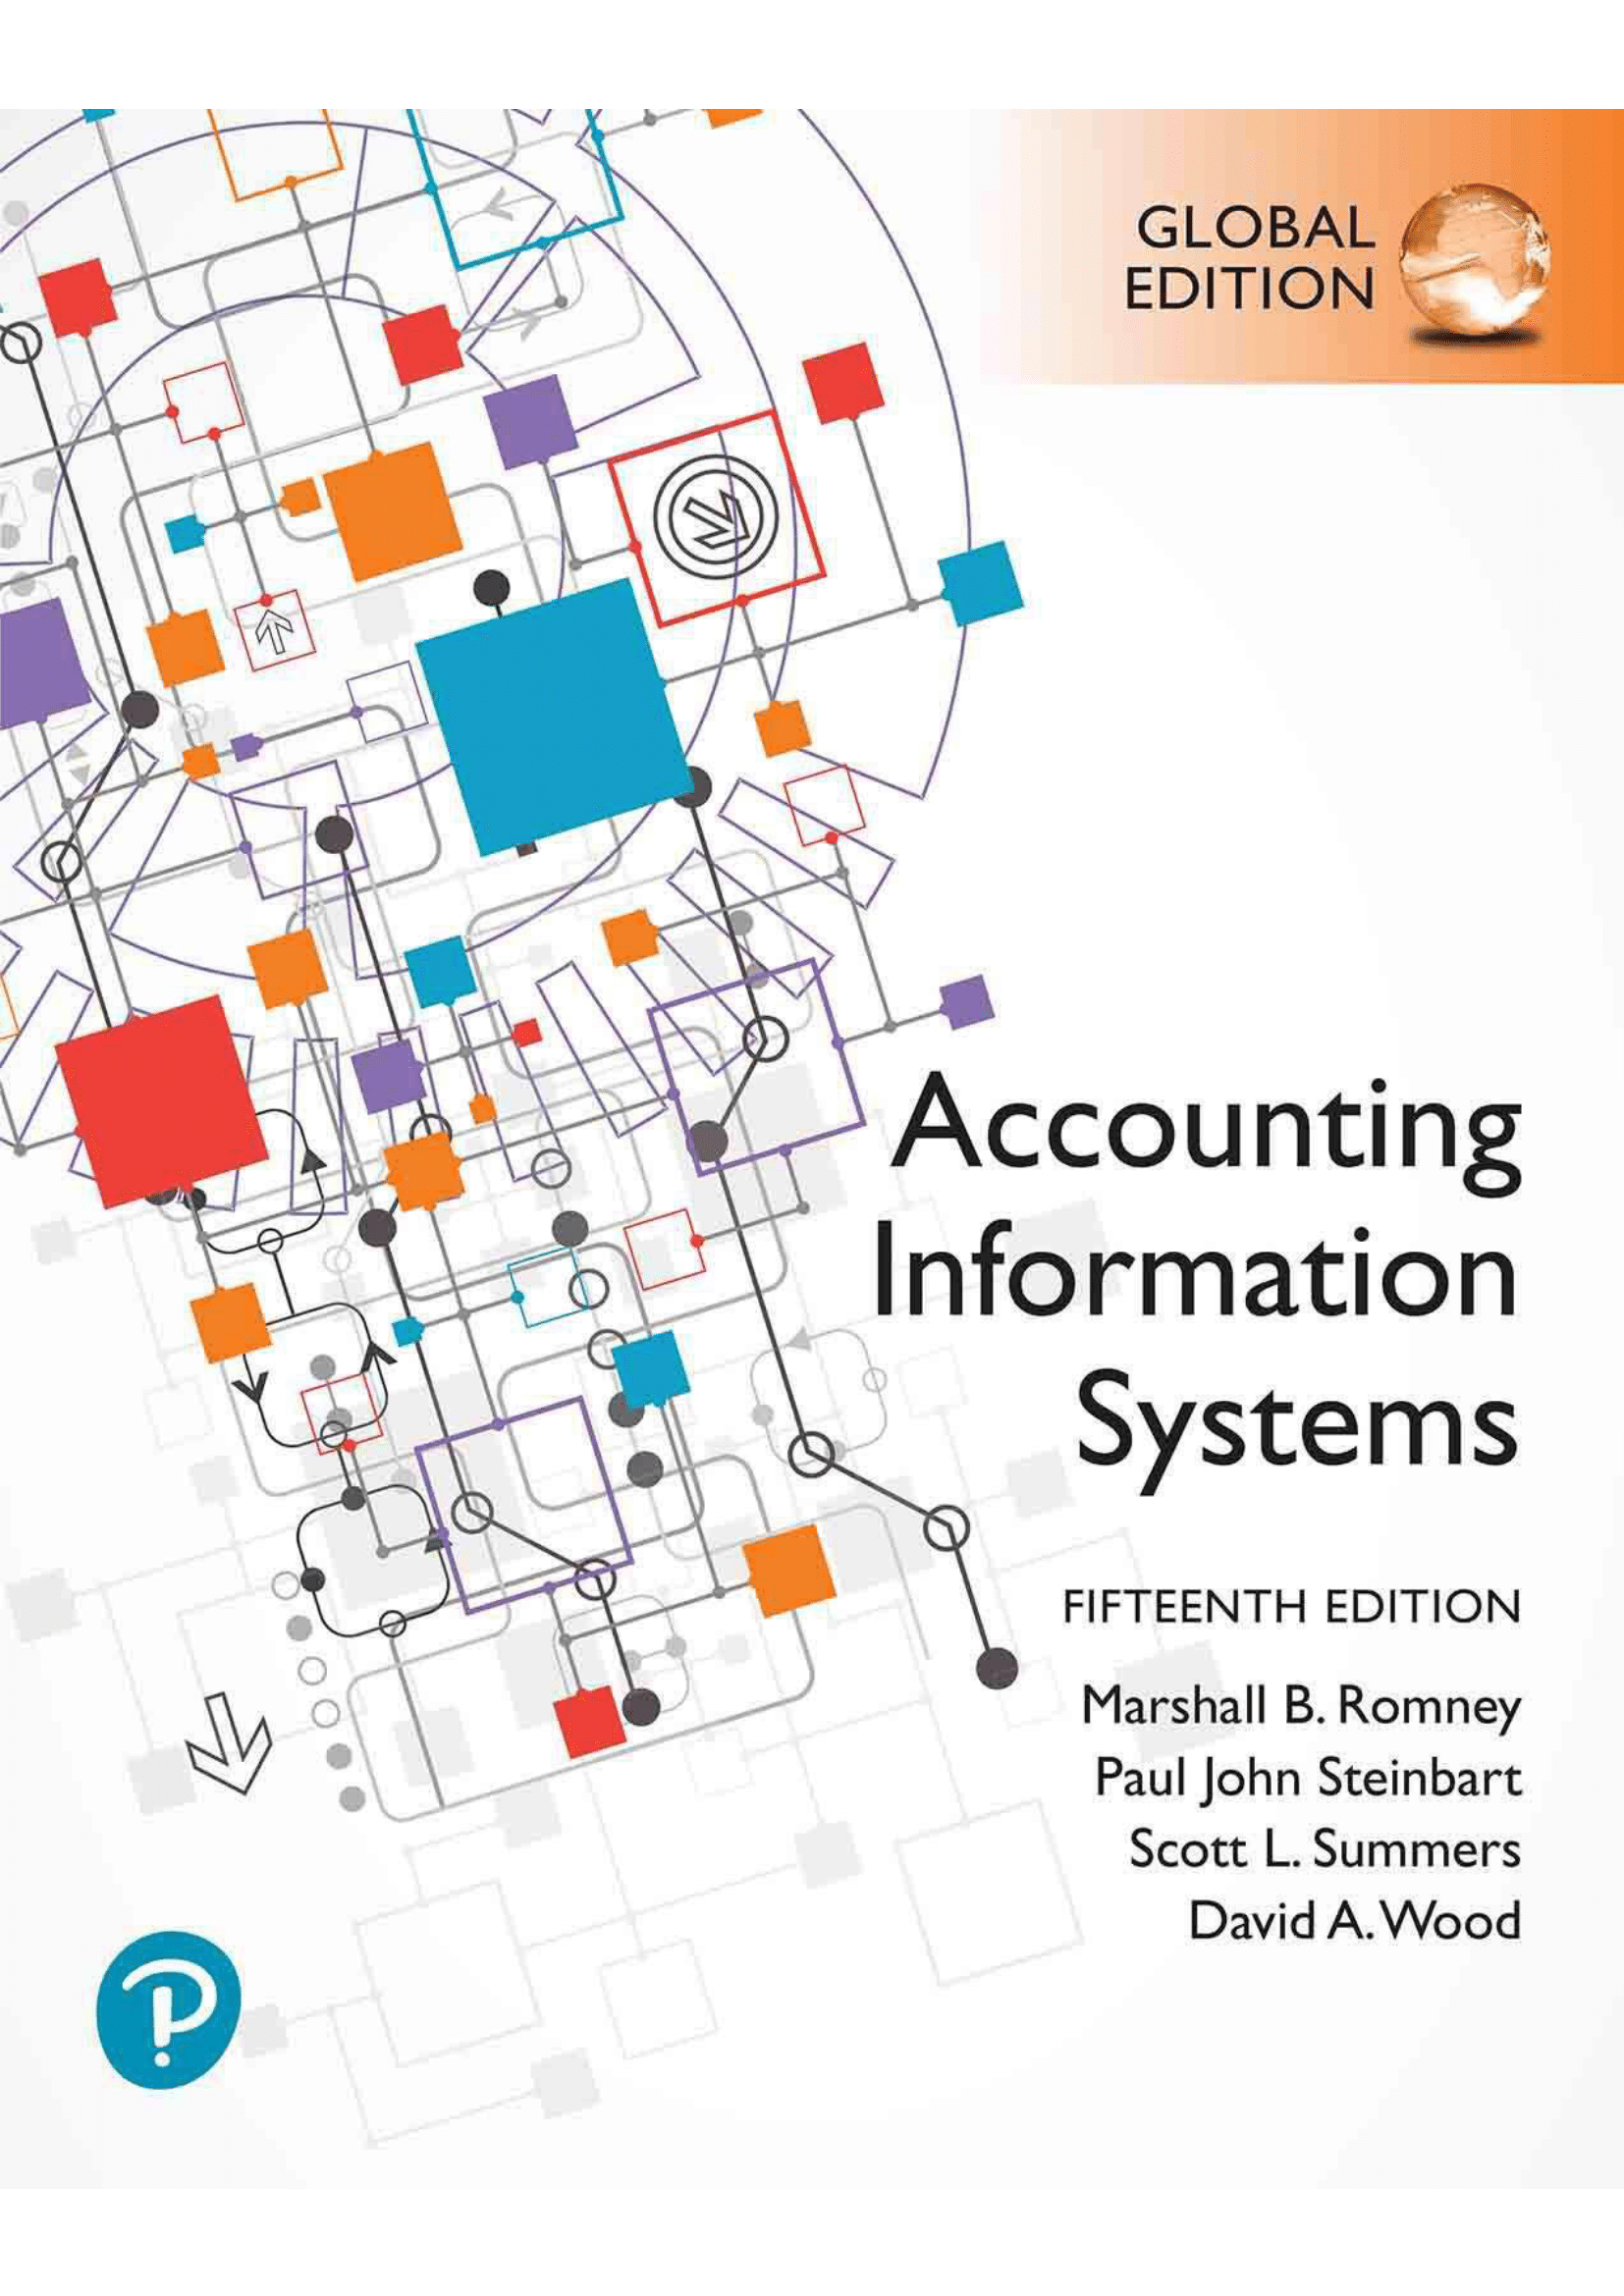 GLOBAL
EDITION
Accounting
Information
Systems
FIFTEENTH EDITION
Marshall B. Romney
Paul John Steinbart
Scott L. Summers
David A. Wood
P